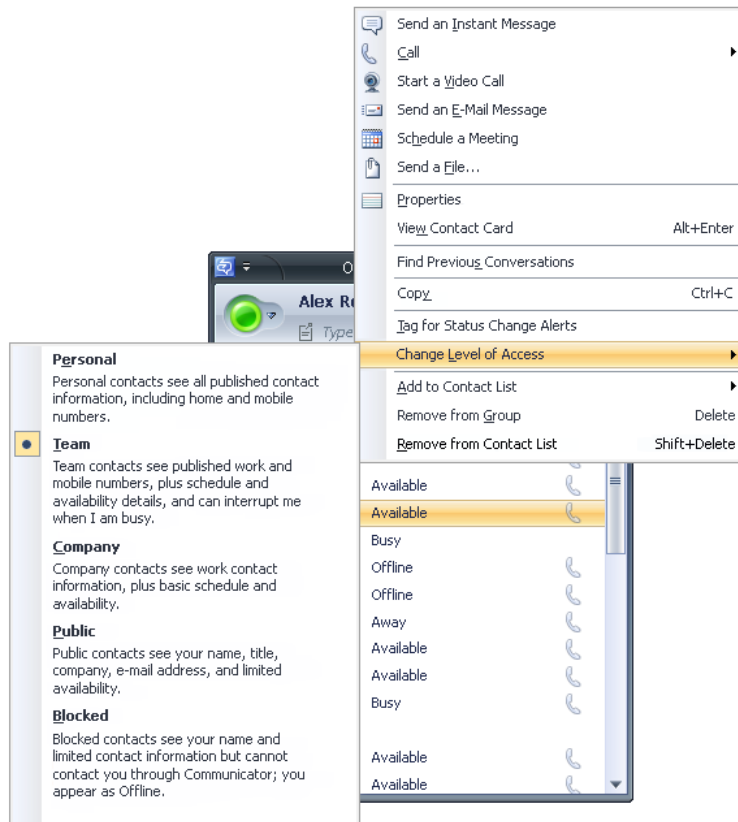 Send an Instant Message
Call
Start a Video Call
Send an E-Mail Message
Schedule a Meeting
Send a File...
Properties
View Contact Card Alt+Enter
Find Previous Conversations
Copy Ctrl+C
Tag for Status Change Alerts
Change Level of Access
Add to Contact List
Remove from Group Delete
Remove from Contact List Shift+Delete
O
Alex R
Type
Personal
Personal contacts see all published contact
information, including home and mobile
numbers.
Team
Team contacts see published work and
mobile numbers, plus schedule and
availability details, and can interrupt me
when I am busy.
Company
Company contacts see work contact
information, plus basic schedule and
availability.
Public
Public contacts see your name, title,
company, e-mail address, and limited
availability.
Blocked
Blocked contacts see your name and
limited contact information but cannot
contact you through Communicator; you
appear as Offline.
Available
Available
Busy
Offline
Offline
Away
Available
Available
Busy
Available
Available